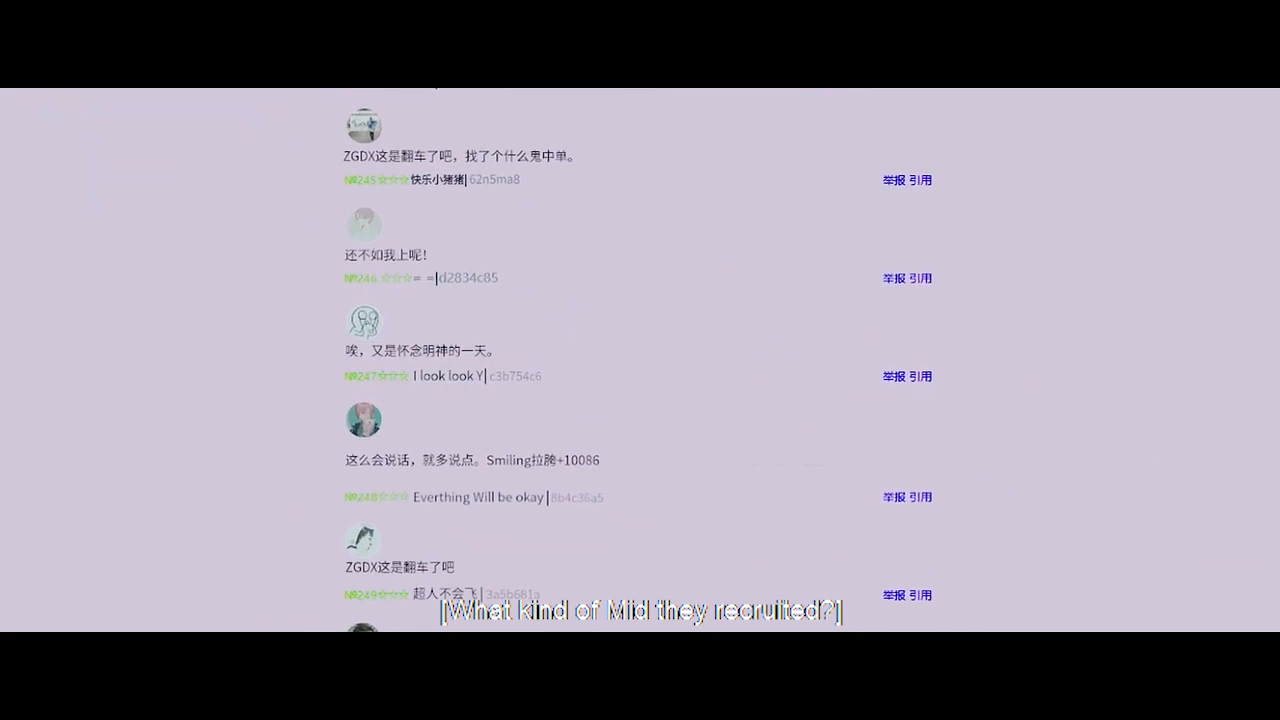 ZGDX这是翻车了吧，找了个什么鬼中单。
№245☆☆☆快乐小猪猪| 62n5ma8 举报 引用
还不如我上呢！
№246 ☆☆☆= =|d2834c85 举报 引用
唉，又是怀念明神的一天。
№247☆☆☆ I look look Y| c3b754c6 举报 引用
这么会说话，就多说点。Smiling拉胯+10086
№248☆☆☆ Everthing Will be okay |8b4c36a5 举报 引用
ZGDX这是翻车了吧
№249☆☆☆ 超人不会飞| 3a5b681a 举报 引用
[What kind of Mid they recruited?]